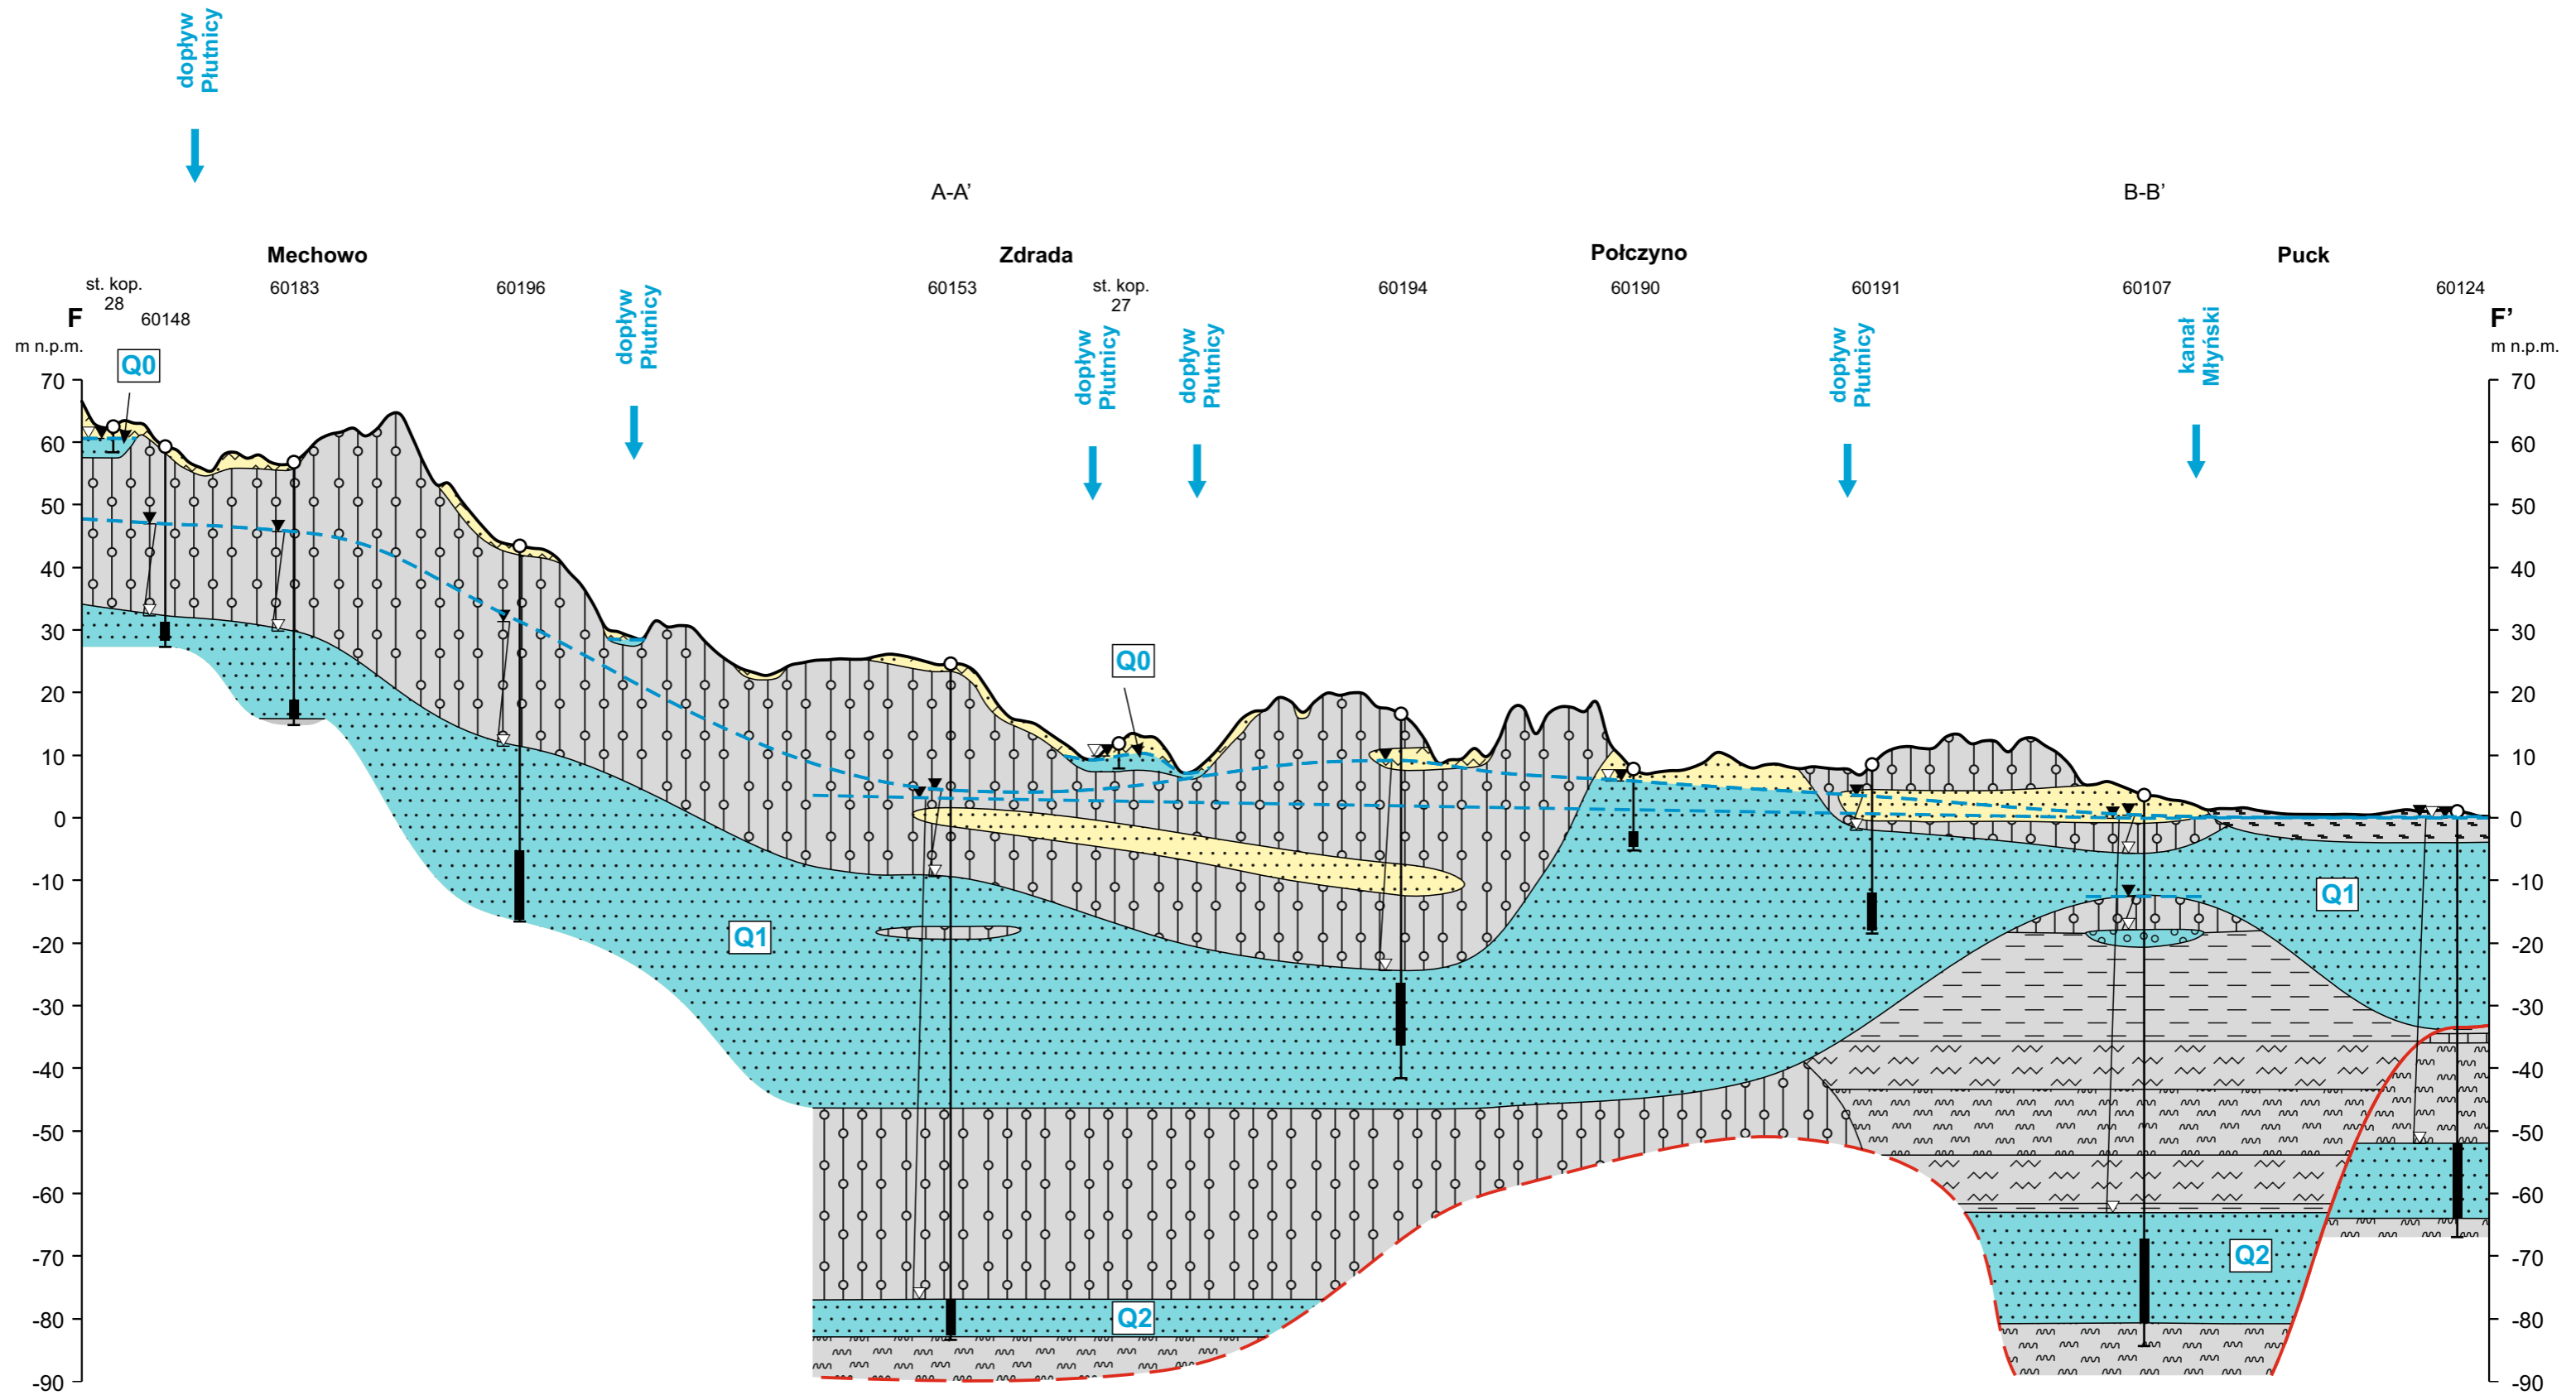 dopływ
Płutnicy
A-A’
B-B’
Mechowo
Zdrada
Połczyno
Puck
st. kop.
28
60148
60183
60196
60153
st. kop.
27
60194
60190
60191
60107
60124
dopływ
Płutnicy
dopływ
Płutnicy
dopływ
Płutnicy
dopływ
Płutnicy
kanał
Młyński
F
m n.p.m.
F’
m n.p.m.
Q0
Q0
Q1
Q1
Q2
Q2
70
60
50
40
30
20
10
0
-10
-20
-30
-40
-50
-60
-70
-80
-90
70
60
50
40
30
20
10
0
-10
-20
-30
-40
-50
-60
-70
-80
-90